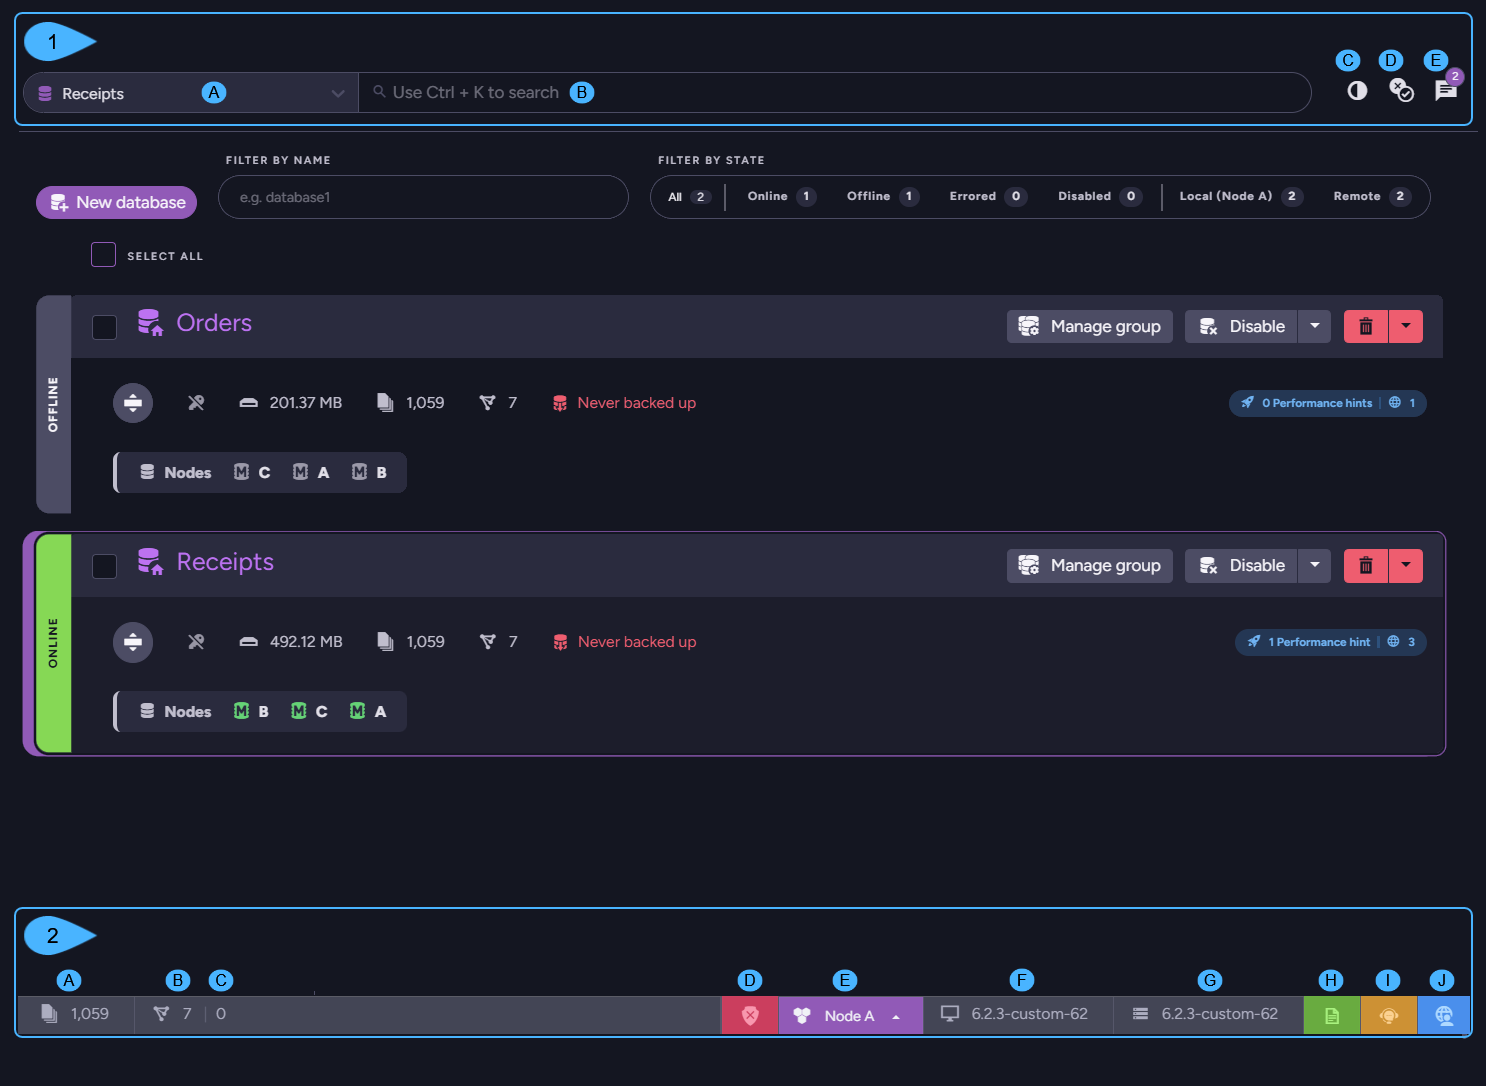 1
C D E
Receipts A Use Ctrl + K to search B 2
FILTER BY NAME FILTER BY STATE
New database e.g. database1 All 2 Online 1 Offline 1 Errored 0 Disabled 0 Local (Node A) 2 Remote 2
SELECT ALL
OFFLINE
Orders Manage group Disable
201.37 MB 1,059 7 Never backed up 0 Performance hints 1
Nodes M C M A M B
ONLINE
Receipts Manage group Disable
492.12 MB 1,059 7 Never backed up 1 Performance hint 3
Nodes M B M C M A
2
A B C D E F G H I J
1,059 7 0 Node A 6.2.3-custom-62 6.2.3-custom-62